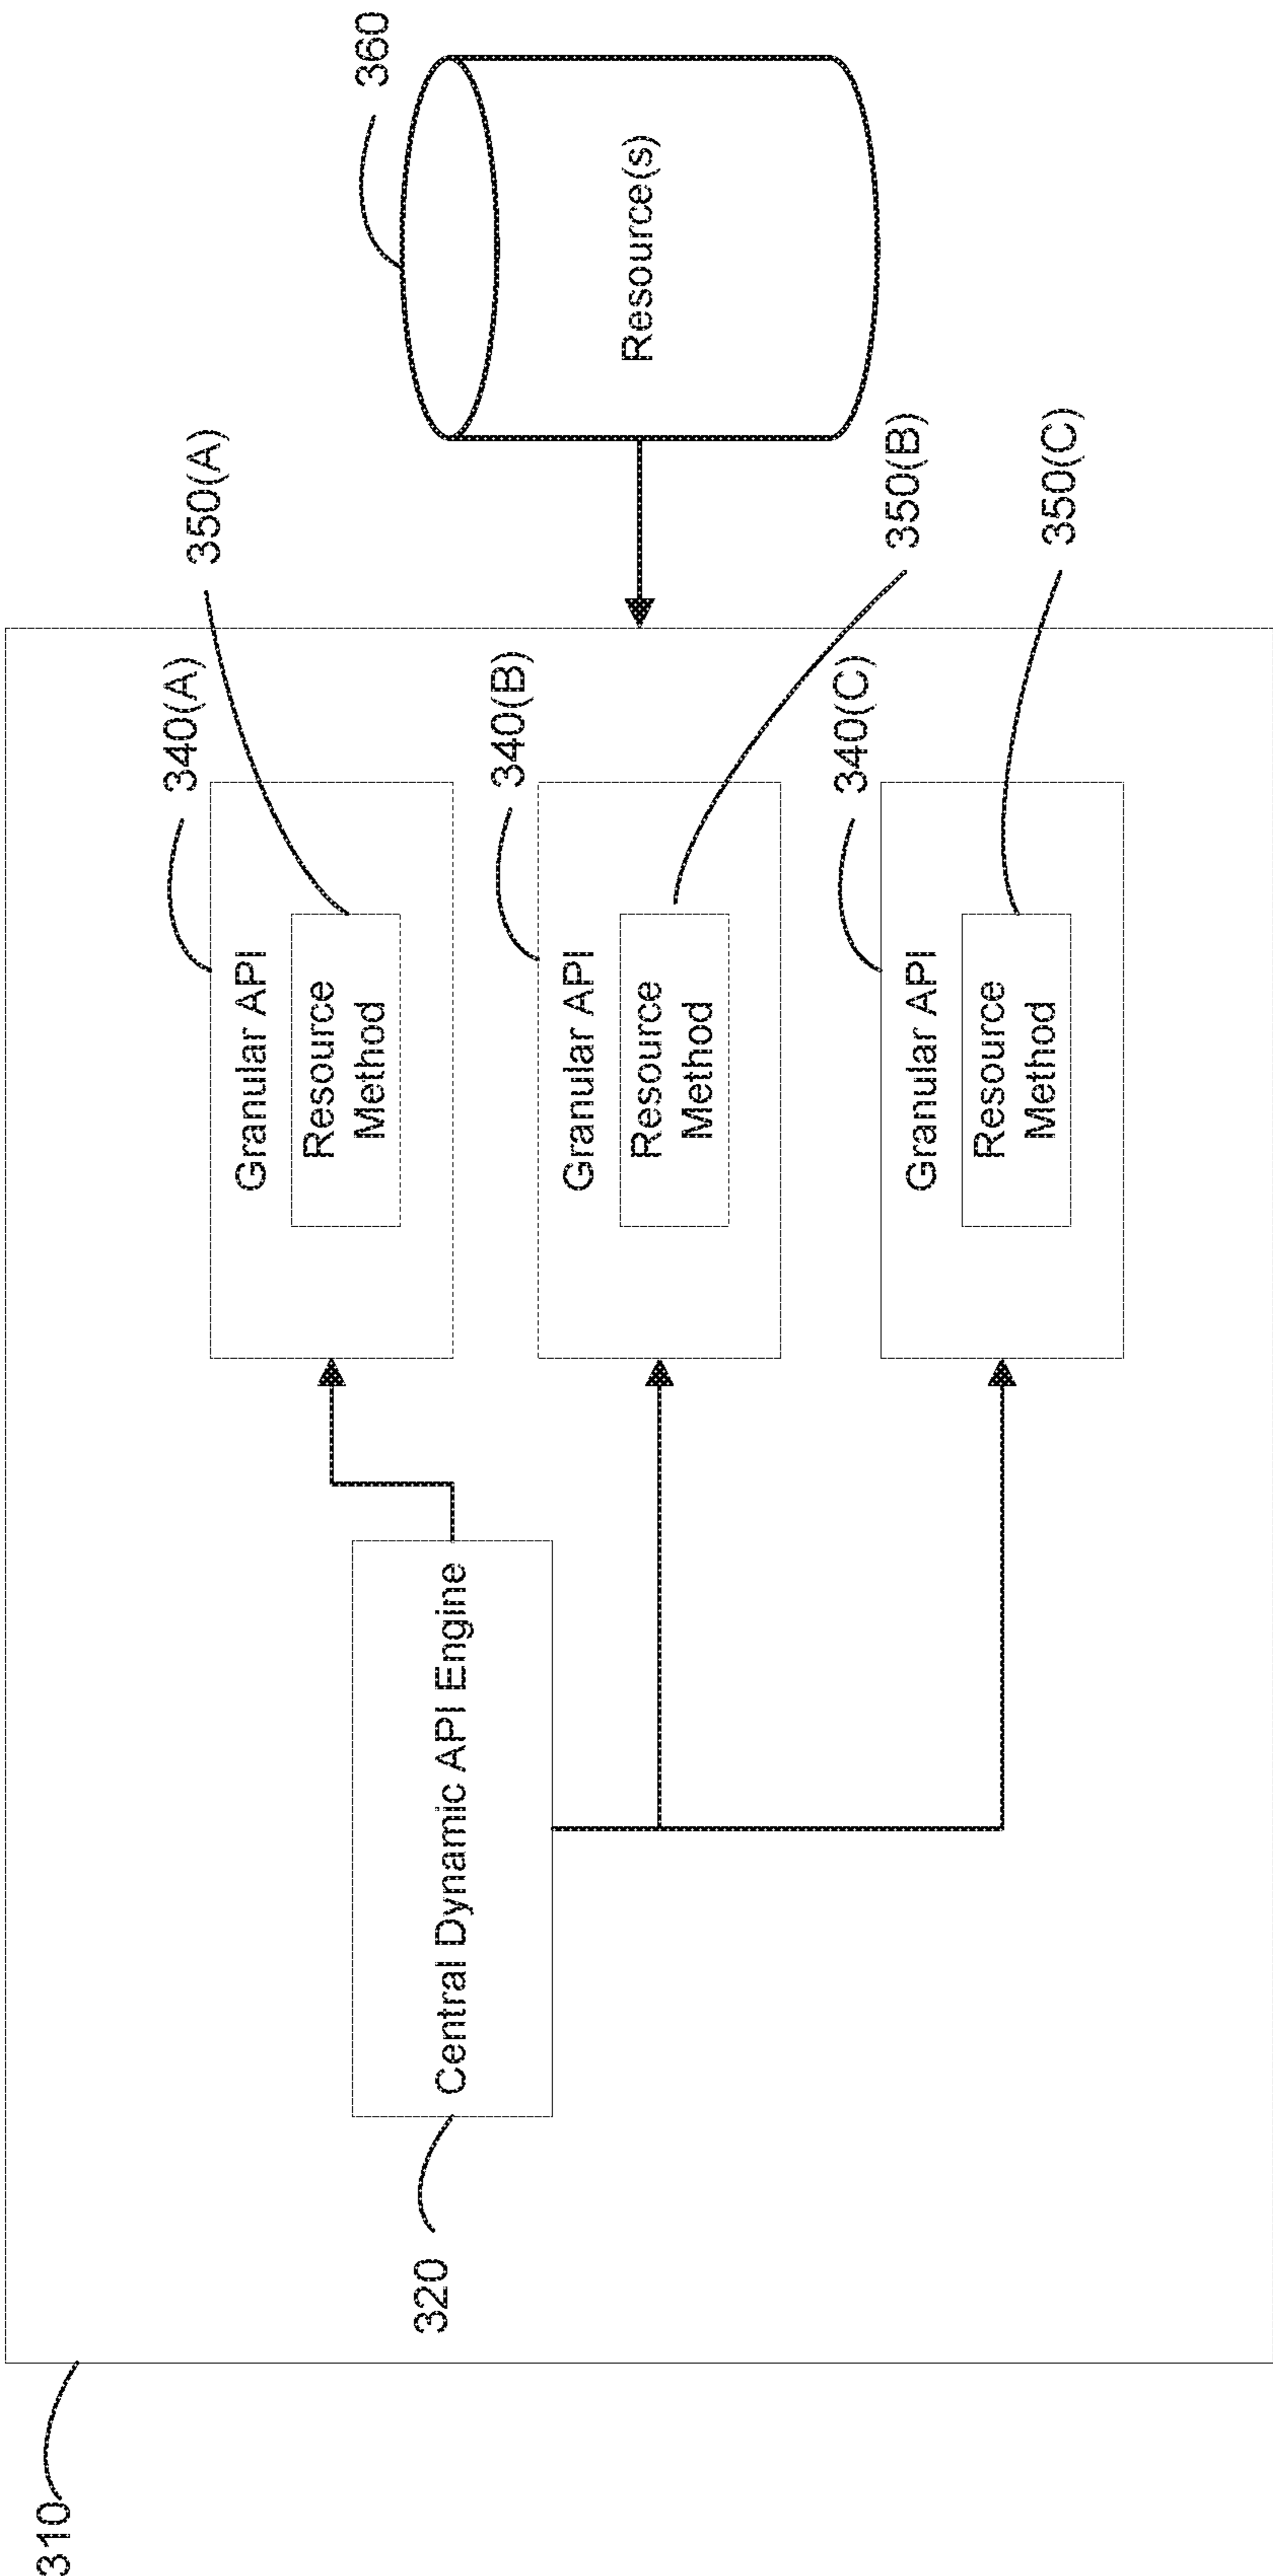 310
320
Central Dynamic API Engine
340(A)
350(A)
Granular API
Resource
Method
340(B)
350(B)
Granular API
Resource
Method
340(C)
350(C)
Granular API
Resource
Method
360
Resource(s)